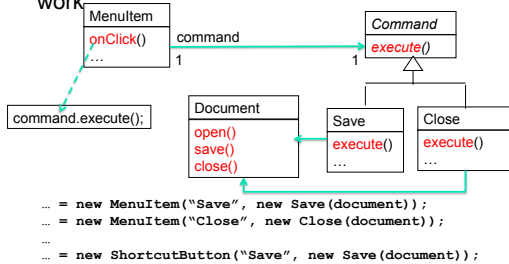 work
MenuItem
onClick()
…
command
1
1
Command
execute()
command.execute();
Document
open()
save()
close()
Save
execute()
…
Close
execute()
…
… = new MenuItem(“Save”, new Save(document));
… = new MenuItem(“Close”, new Close(document));
…
… = new ShortcutButton(“Save”, new Save(document));